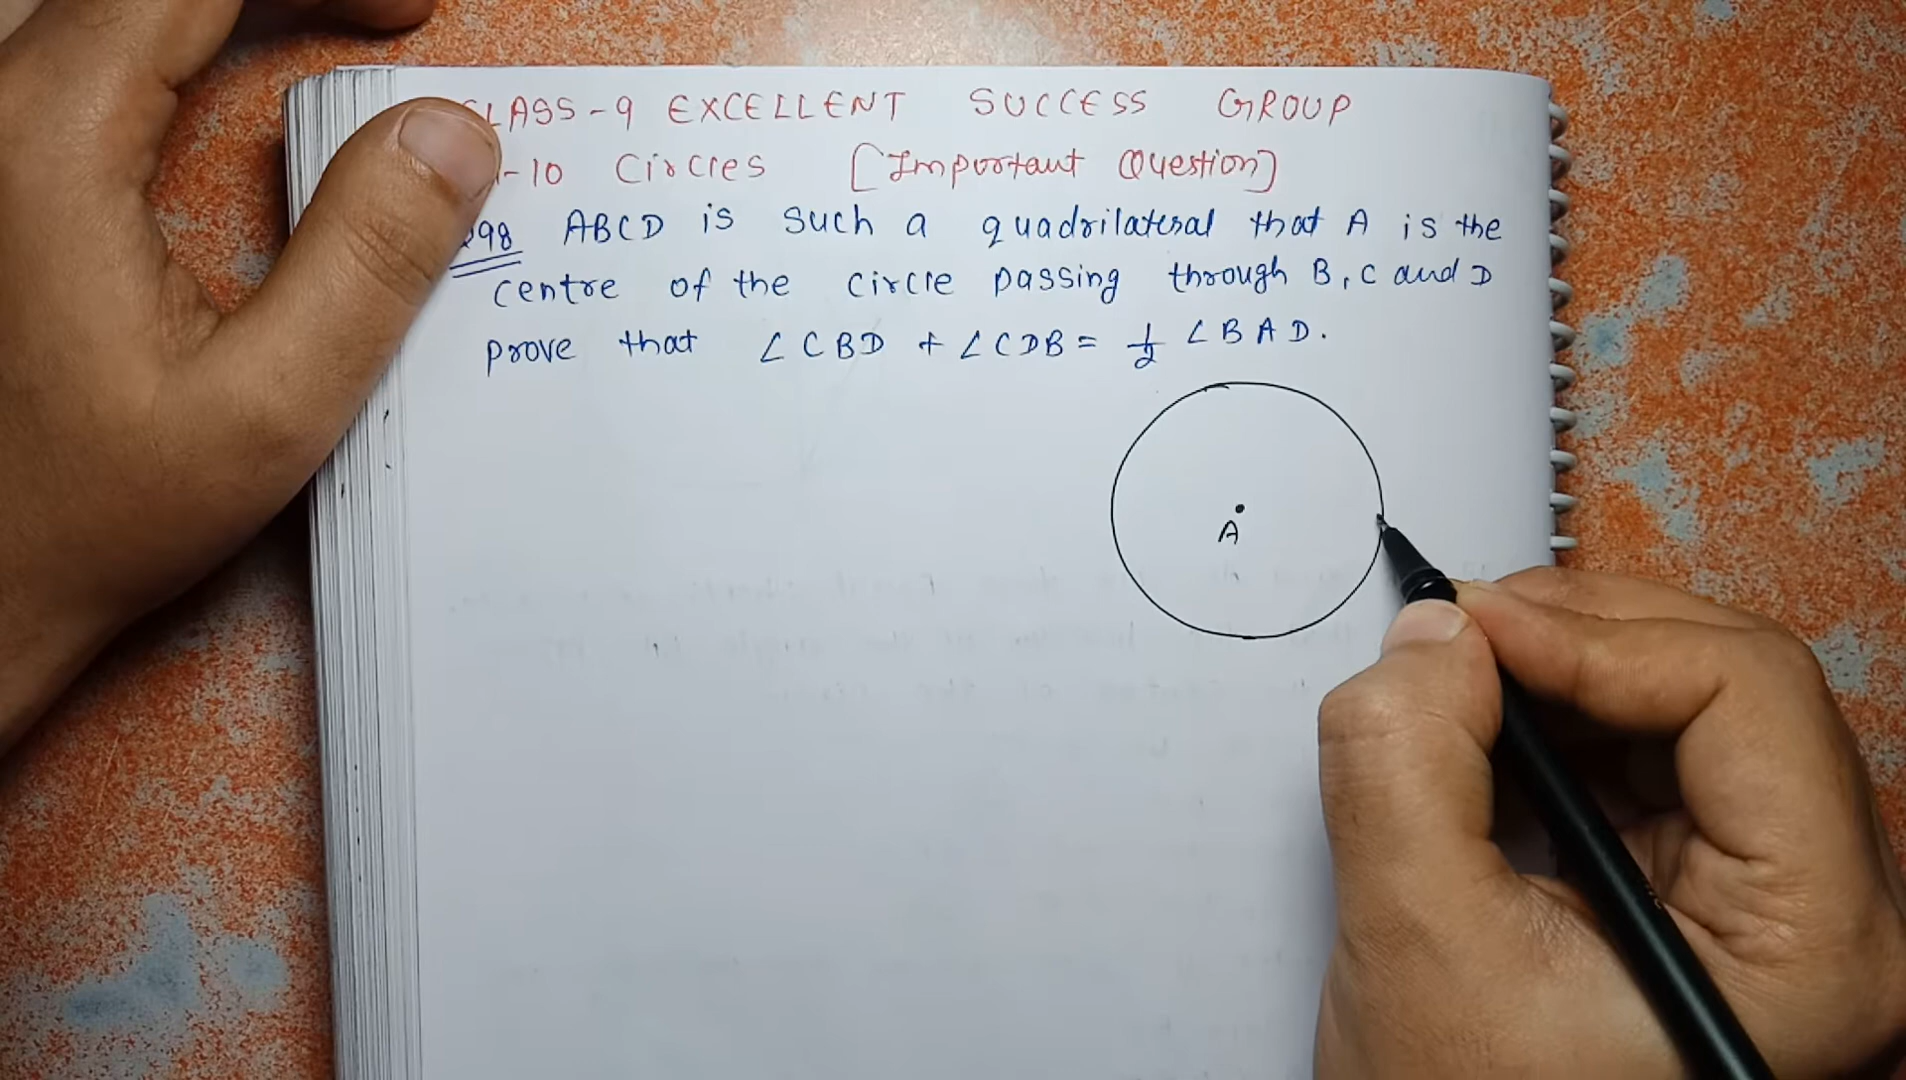 CLASS-9 EXCELLENT SUCCESS GROUP
-10 Circles [Important Question]
98 ABCD is such a quadrilateral that A is the
centre of the circle passing through B, C and D
prove that ∠CBD + ∠CDB = 1/2 ∠BAD.
A